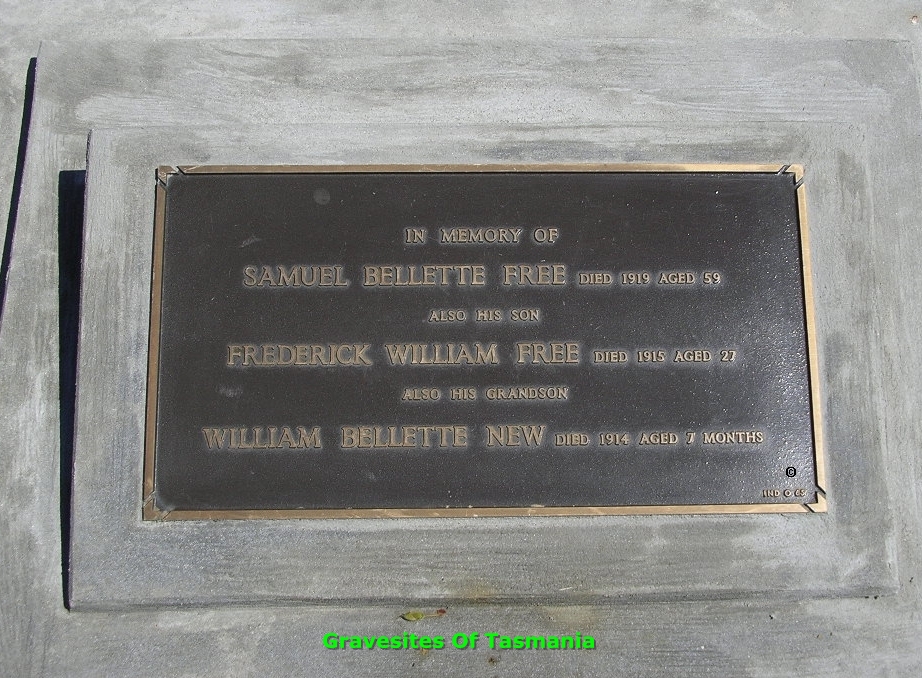 IN MEMORY OF
SAMUEL BELLETTE FREE DIED 1919 AGED 59
ALSO HIS SON
FREDERICK WILLIAM FREE DIED 1915 AGED 27
ALSO HIS GRANDSON
WILLIAM BELLETTE NEW DIED 1914 AGED 7 MONTHS
©
Gravesites Of Tasmania